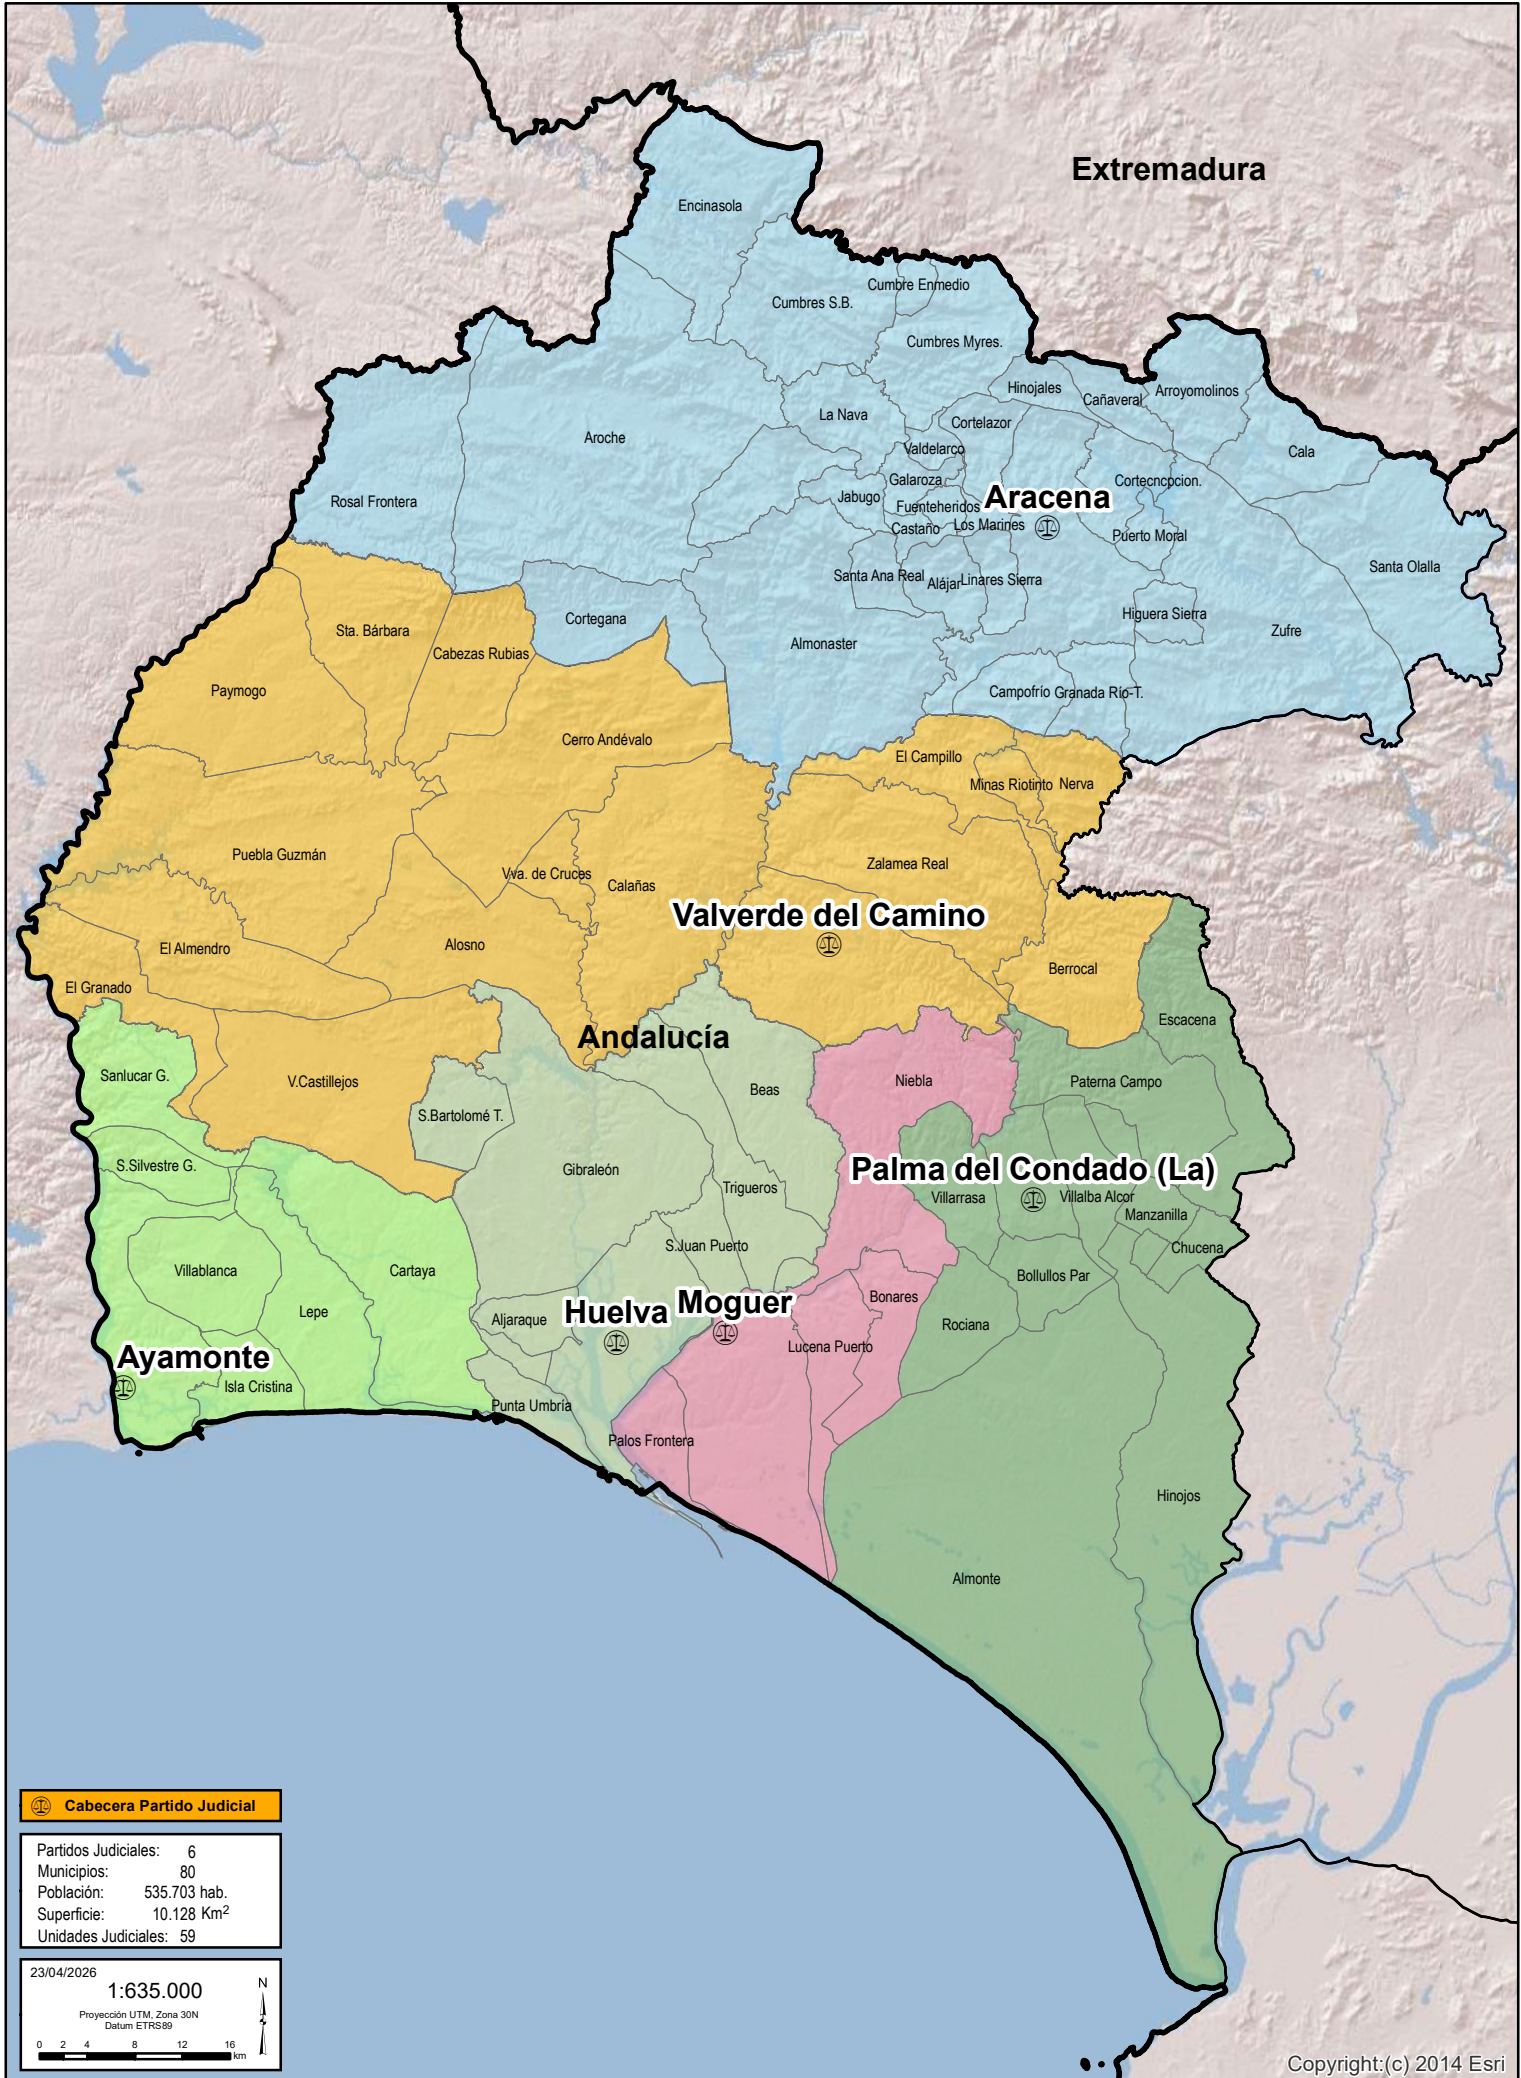 Extremadura
Encinasola
Cumbre Enmedio
Cumbres S.B.
Cumbres Myres.
Hinojales
Cañaveral
Arroyomolinos
La Nava
Cortelazor
Aroche
Valdelarco
Cala
Galaroza
Cortecncpcion.
Rosal Frontera
Jabugo
Aracena
Fuenteheridos
Castaño
Los Marines
Puerto Moral
Santa Olalla
Santa Ana Real
Alájar
Linares Sierra
Cortegana
Higuera Sierra
Zufre
Sta. Bárbara
Almonaster
Cabezas Rubias
Paymogo
Campofrío
Granada Río-T.
Cerro Andévalo
El Campillo
Minas Riotinto
Nerva
Puebla Guzmán
Zalamea Real
Vva. de Cruces
Calañas
Valverde del Camino
El Almendro
Alosno
Berrocal
El Granado
Escacena
Andalucía
Sanlucar G.
V.Castillejos
Beas
Niebla
Paterna Campo
S.Bartolomé T.
S.Silvestre G.
Gibraleón
Palma del Condado (La)
Trigueros
Villarrasa
Villalba Alcor
Manzanilla
S.Juan Puerto
Chucena
Villablanca
Cartaya
Bollullos Par
Bonares
Lepe
Aljaraque
Huelva
Moguer
Rociana
Lucena Puerto
Ayamonte
Isla Cristina
Punta Umbría
Palos Frontera
Hinojos
Almonte
Cabecera Partido Judicial
Partidos Judiciales: 6
Municipios: 80
Población: 535.703 hab.
Superficie: 10.128 Km2
Unidades Judiciales: 59
23/04/2026
1:635.000
N
Proyección UTM, Zona 30N
Datum ETRS89
0 2 4 8 12 16
km
Copyright:(c) 2014 Esri